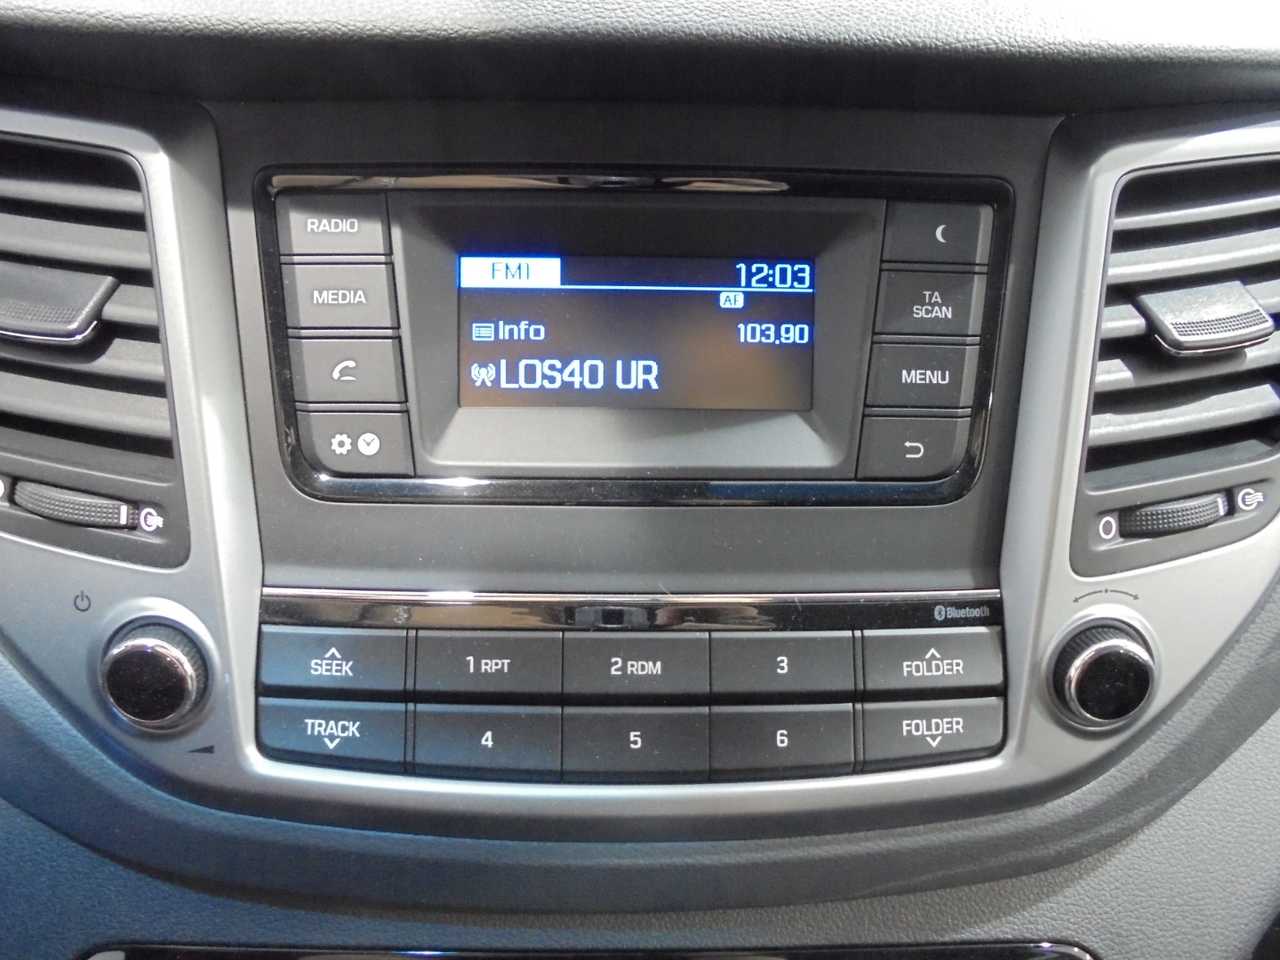 RADIO
MEDIA
FM1
12:03
AF
Info
103.90
LOS40 UR
TA
SCAN
MENU
Bluetooth
SEEK
1 RPT
2 RDM
3
FOLDER
TRACK
4
5
6
FOLDER